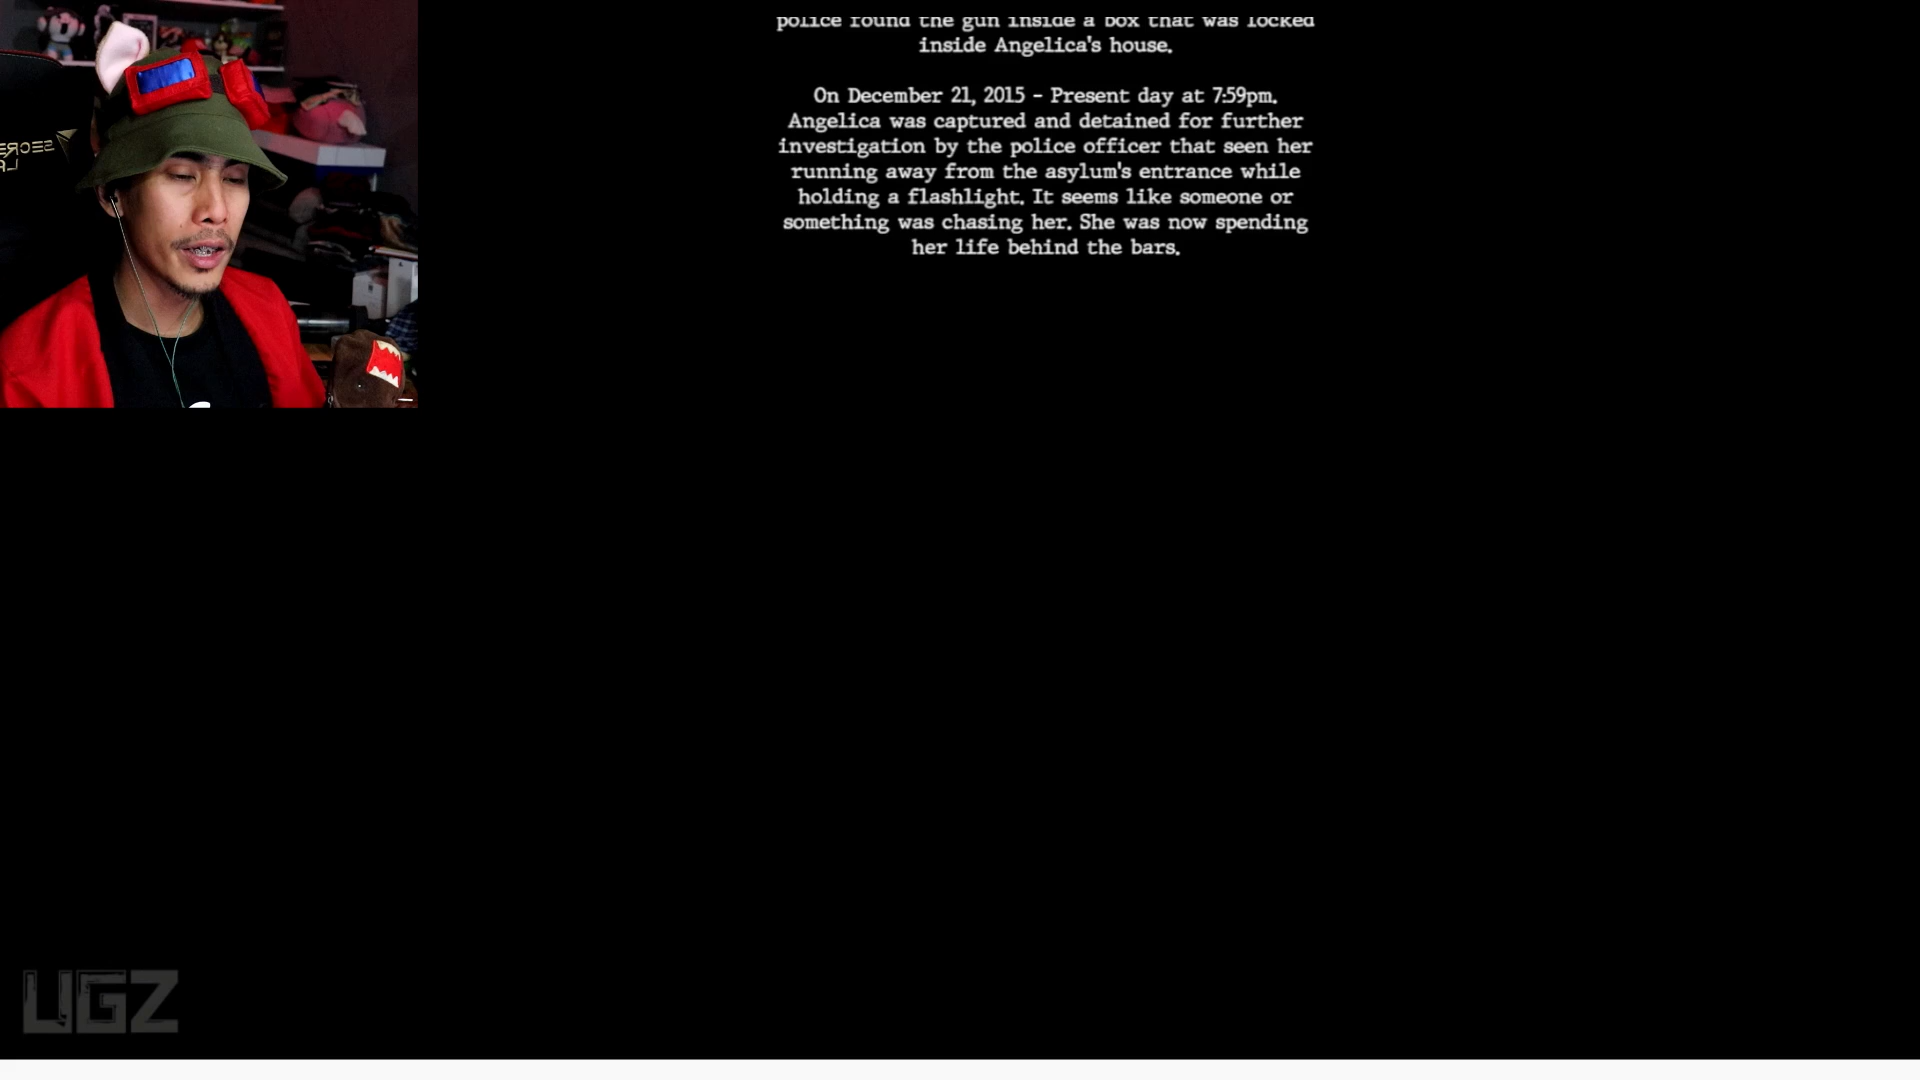 police found the gun inside a box that was locked
inside Angelica's house.
On December 21, 2015 - Present day at 7:59pm.
Angelica was captured and detained for further
investigation by the police officer that seen her
running away from the asylum's entrance while
holding a flashlight. It seems like someone or
something was chasing her. She was now spending
her life behind the bars.
UGZ